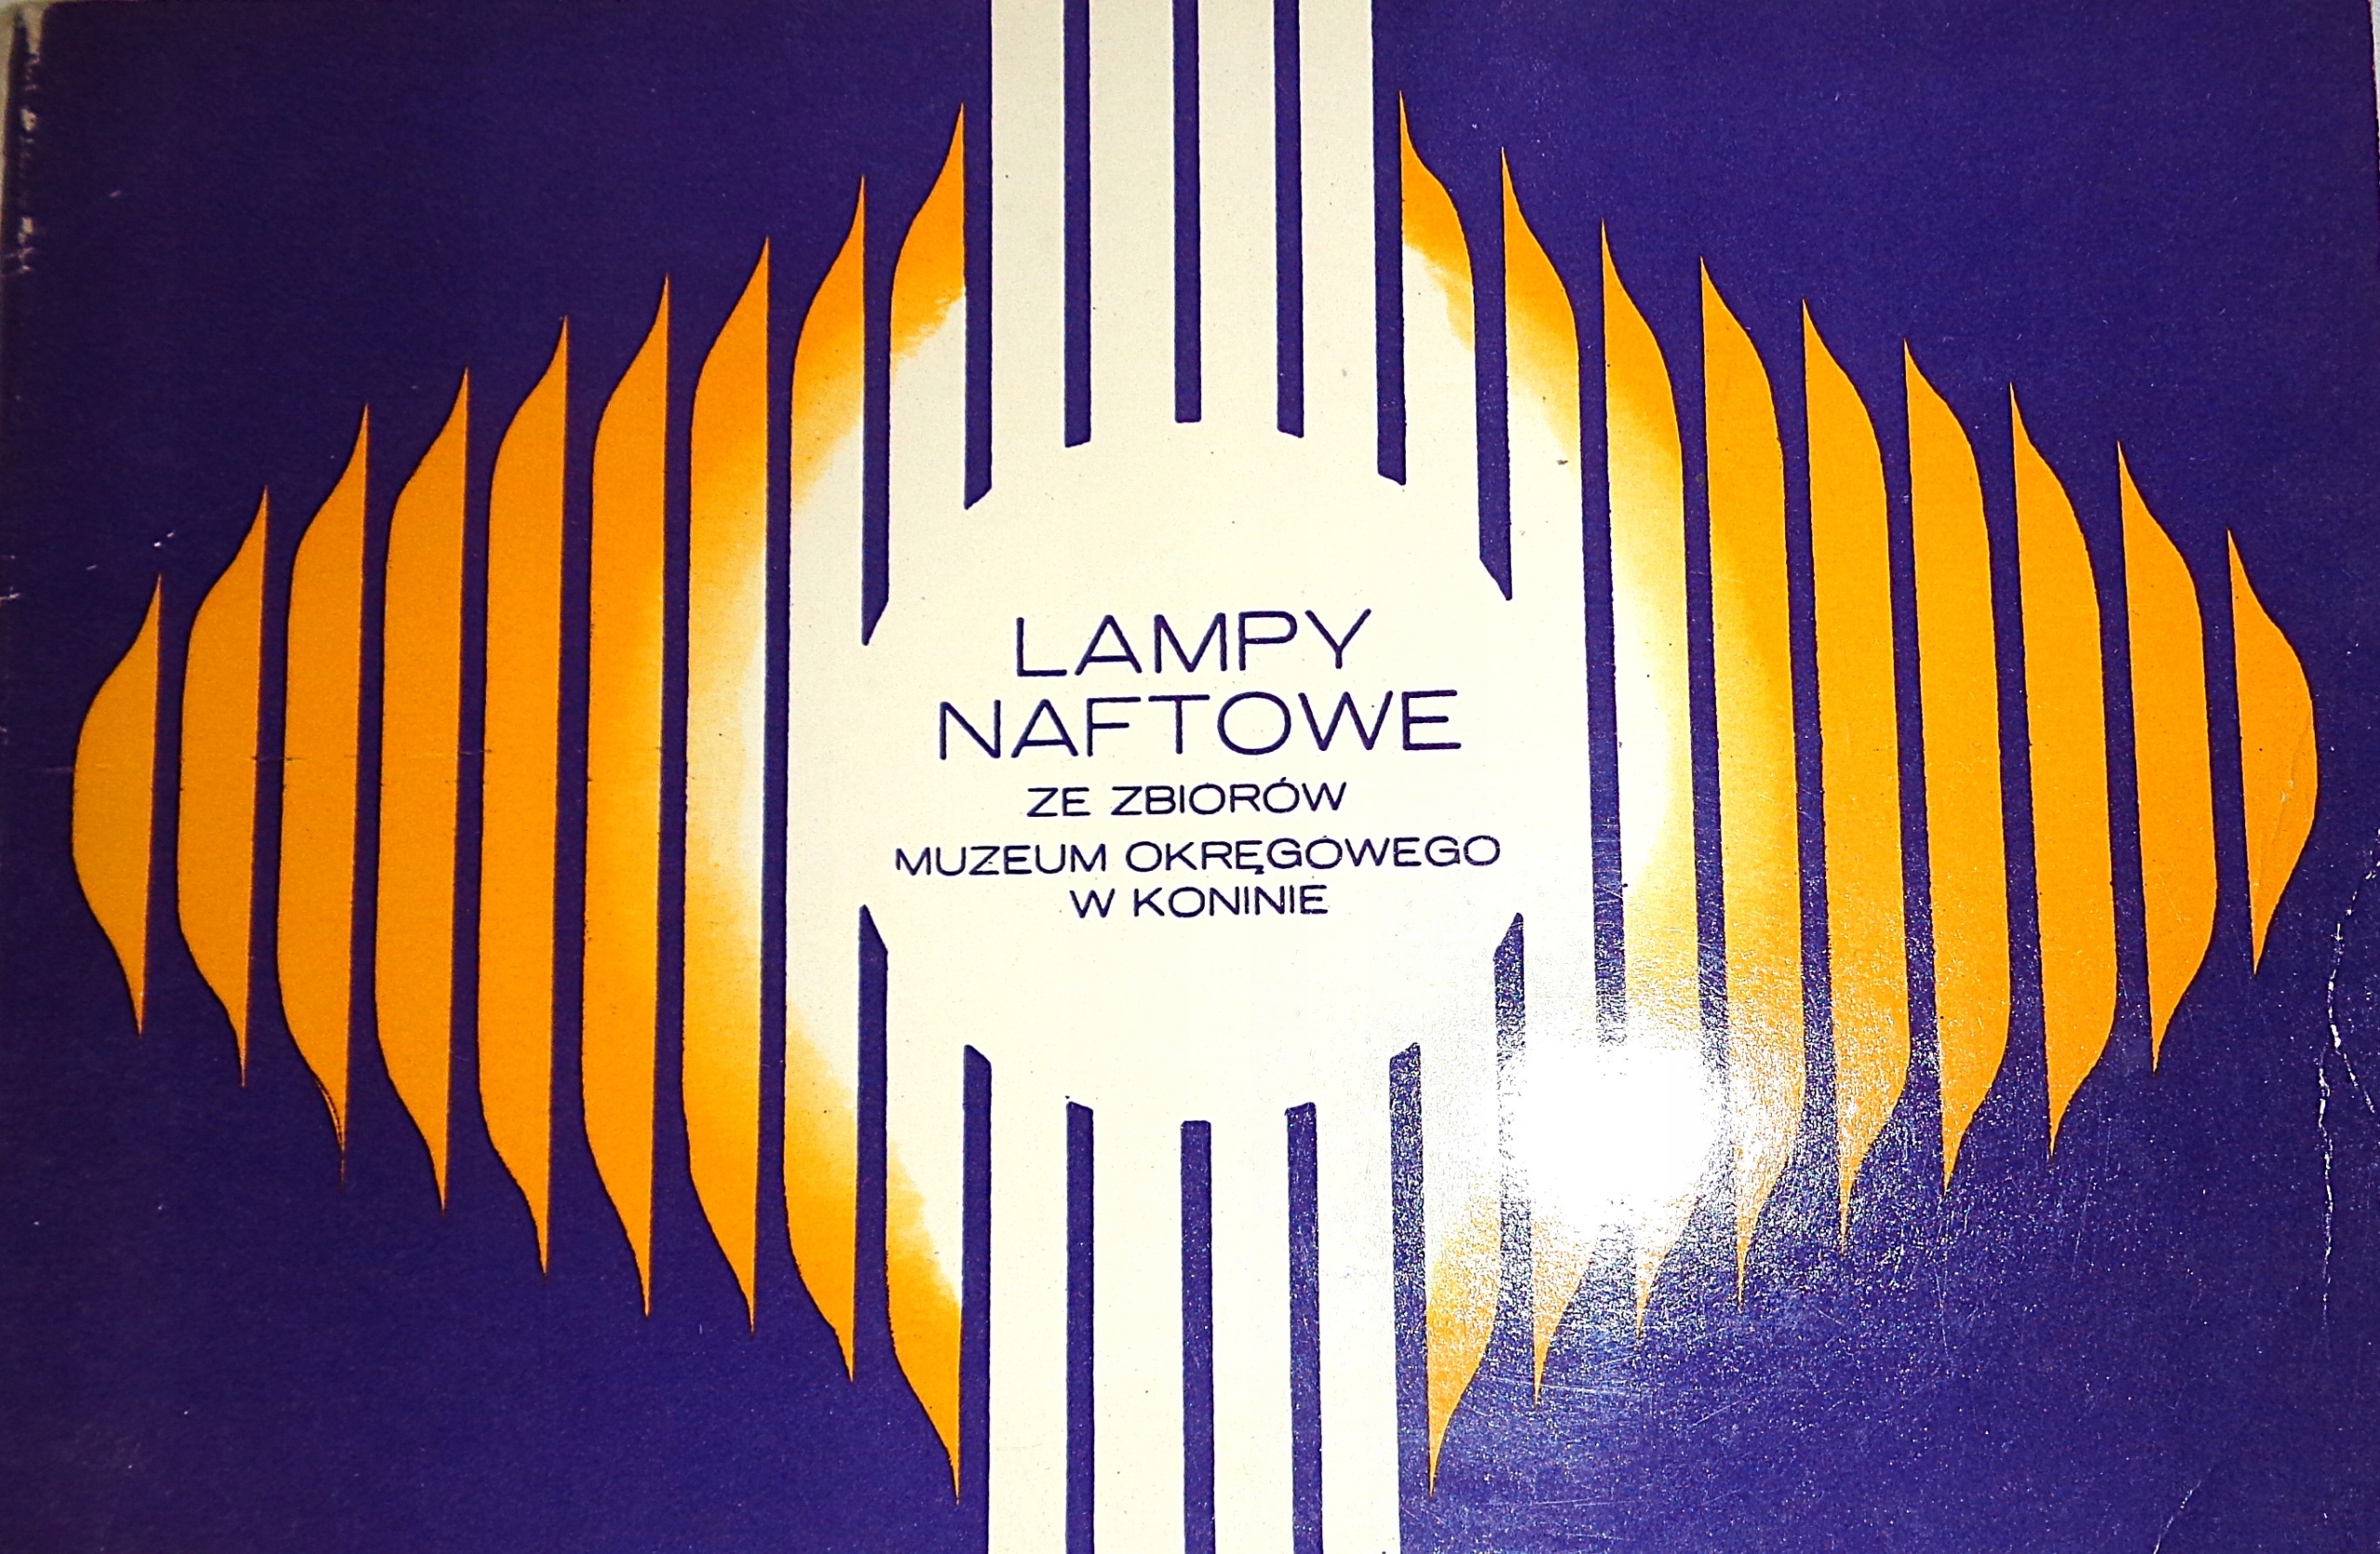 LAMPY
NAFTOWE
ZE ZBIORÓW
MUZEUM OKRĘGOWEGO
W KONINIE